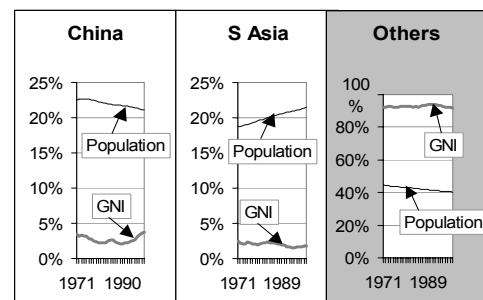 China
25%
20%
15%
10%
5%
0%
Population
GNI
1971 1990
S Asia
25%
20%
15%
10%
5%
0%
Population
GNI
1971 1989
Others
100
%
80%
60%
40%
20%
0%
GNI
Population
1971 1989